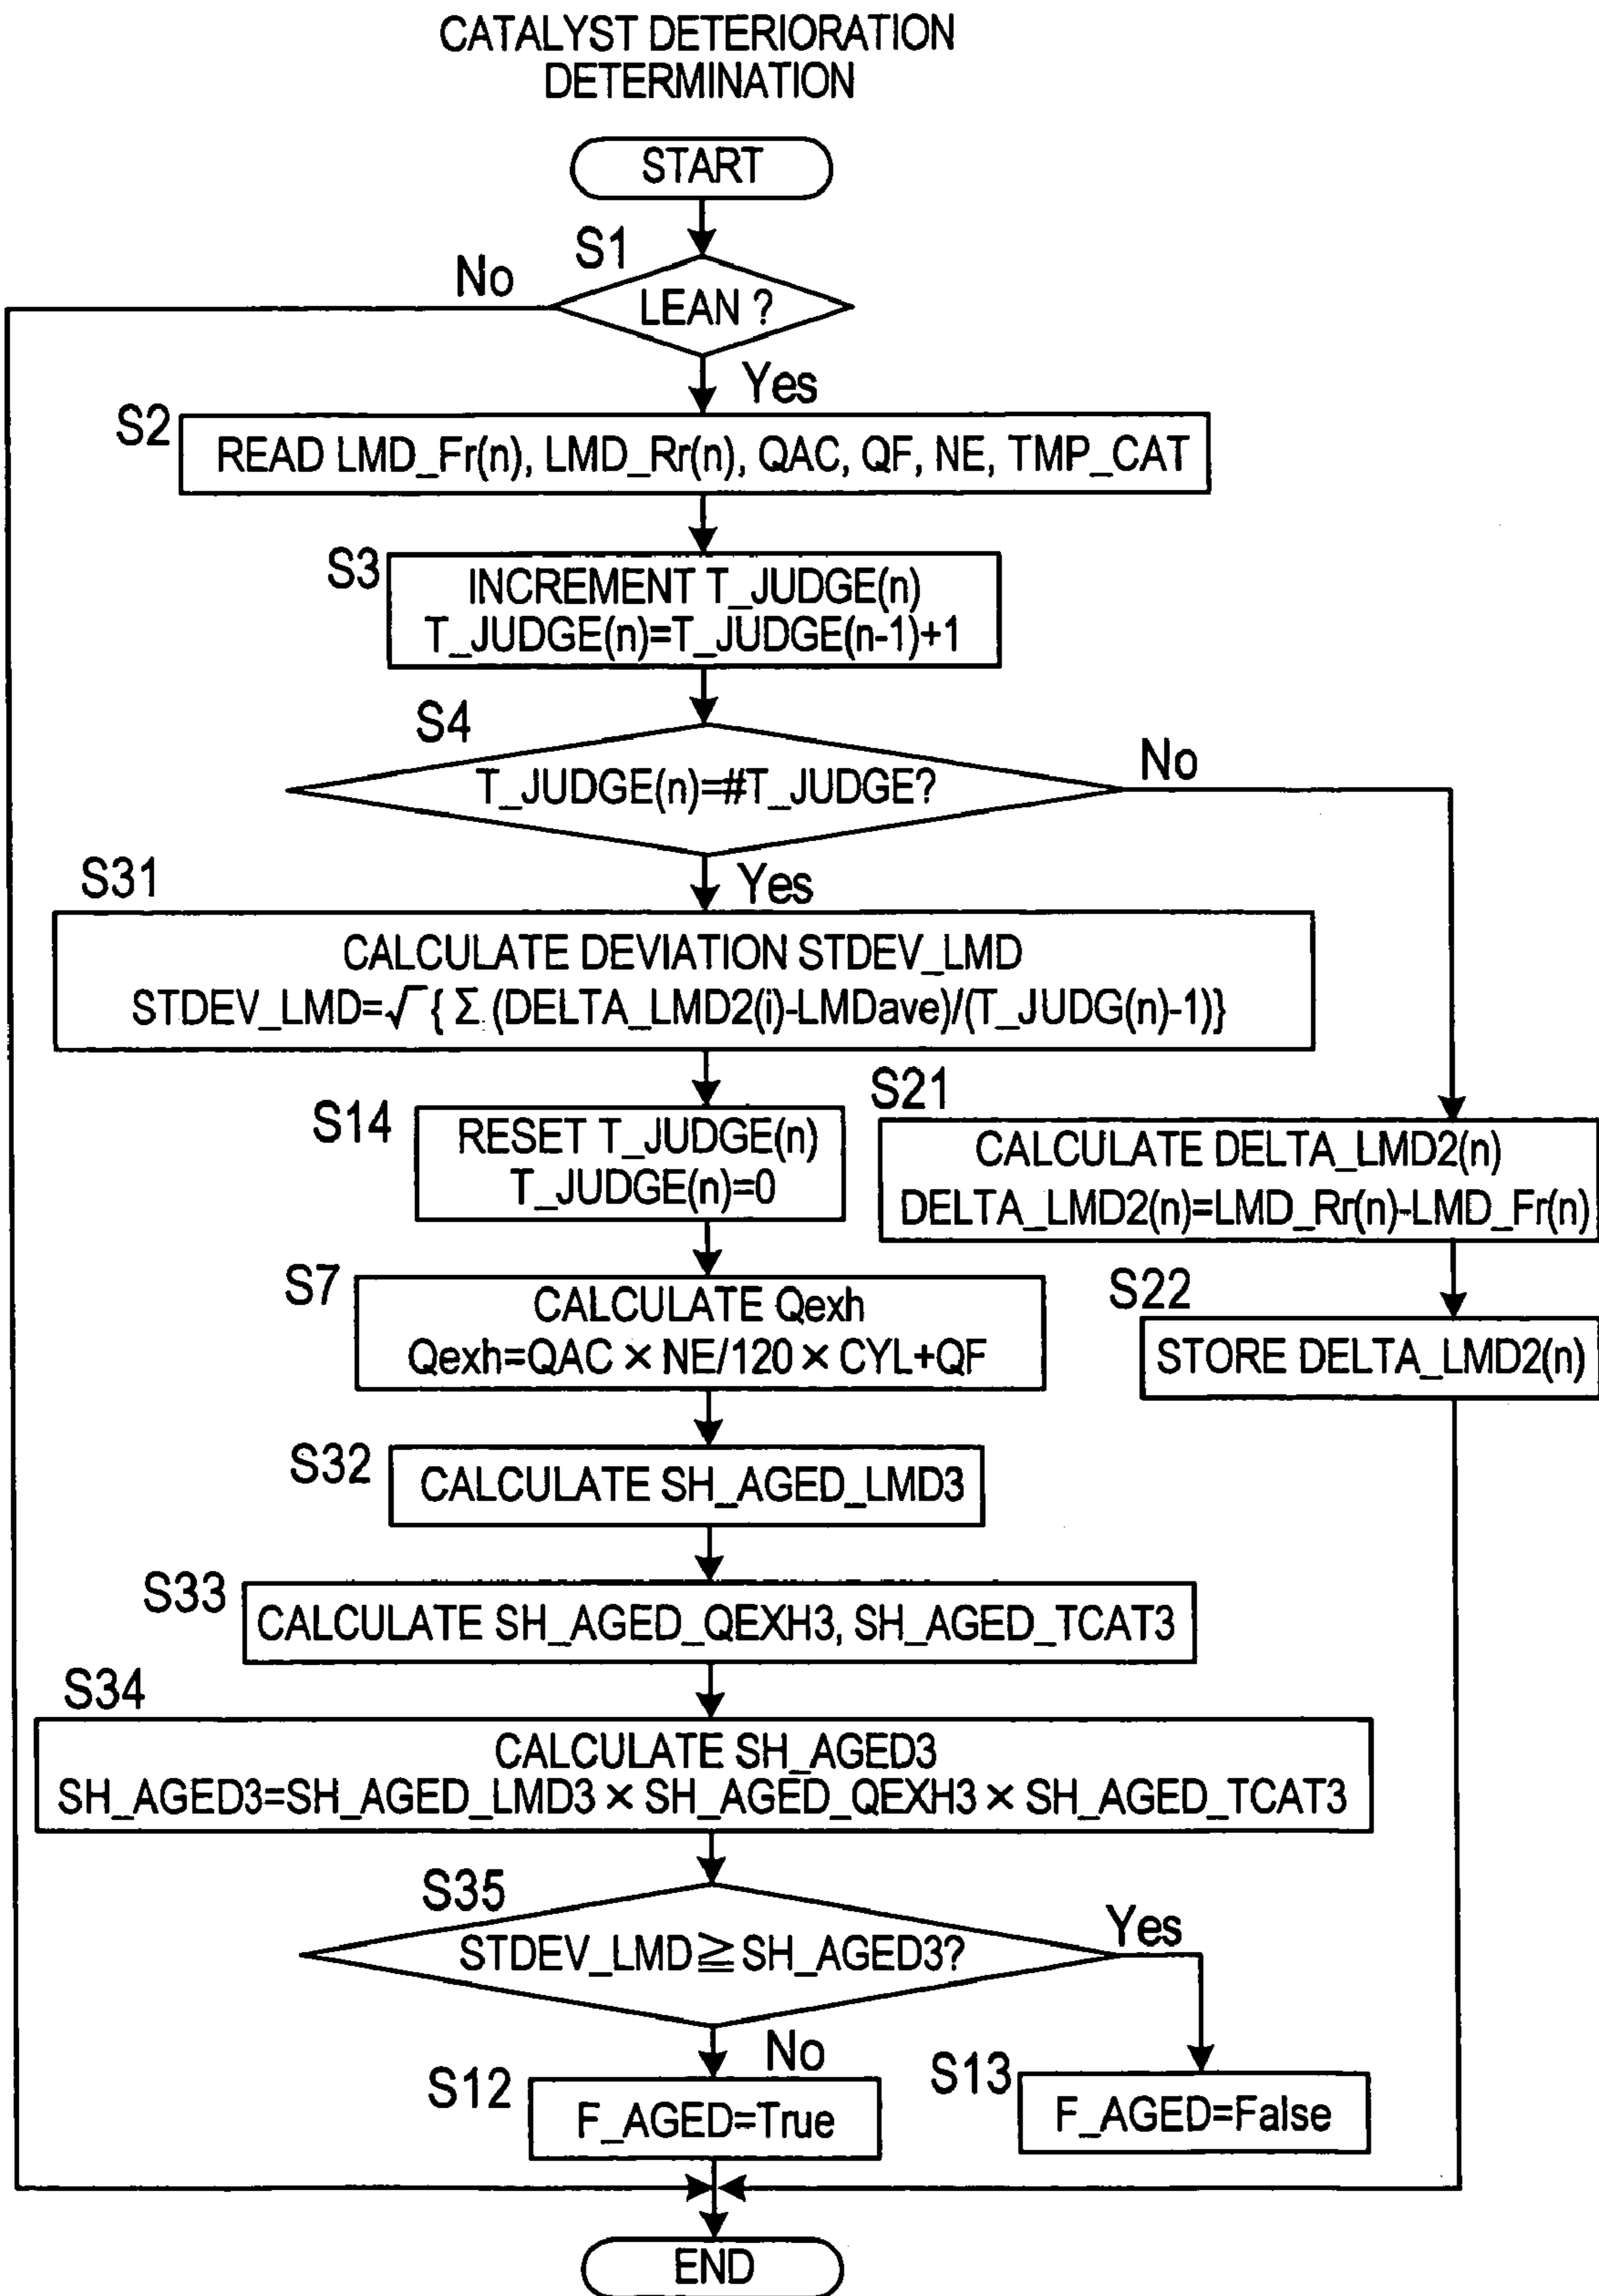 CATALYST DETERIORATION
DETERMINATION
START
S1
No
LEAN ?
Yes
S2
READ LMD_Fr(n), LMD_Rr(n), QAC, QF, NE, TMP_CAT
S3
INCREMENT T_JUDGE(n)
T_JUDGE(n)=T_JUDGE(n-1)+1
S4
No
T_JUDGE(n)=#T_JUDGE?
Yes
S31
CALCULATE DEVIATION STDEV_LMD
STDEV_LMD=√{ Σ (DELTA_LMD2(i)-LMDave)/(T_JUDG(n)-1)}
S14
RESET T_JUDGE(n)
T_JUDGE(n)=0
S21
CALCULATE DELTA_LMD2(n)
DELTA_LMD2(n)=LMD_Rr(n)-LMD_Fr(n)
S7
CALCULATE Qexh
Qexh=QAC × NE/120 × CYL+QF
S22
STORE DELTA_LMD2(n)
S32
CALCULATE SH_AGED_LMD3
S33
CALCULATE SH_AGED_QEXH3, SH_AGED_TCAT3
S34
CALCULATE SH_AGED3
SH_AGED3=SH_AGED_LMD3 × SH_AGED_QEXH3 × SH_AGED_TCAT3
S35
Yes
STDEV_LMD≧SH_AGED3?
No
S12
F_AGED=True
S13
F_AGED=False
END